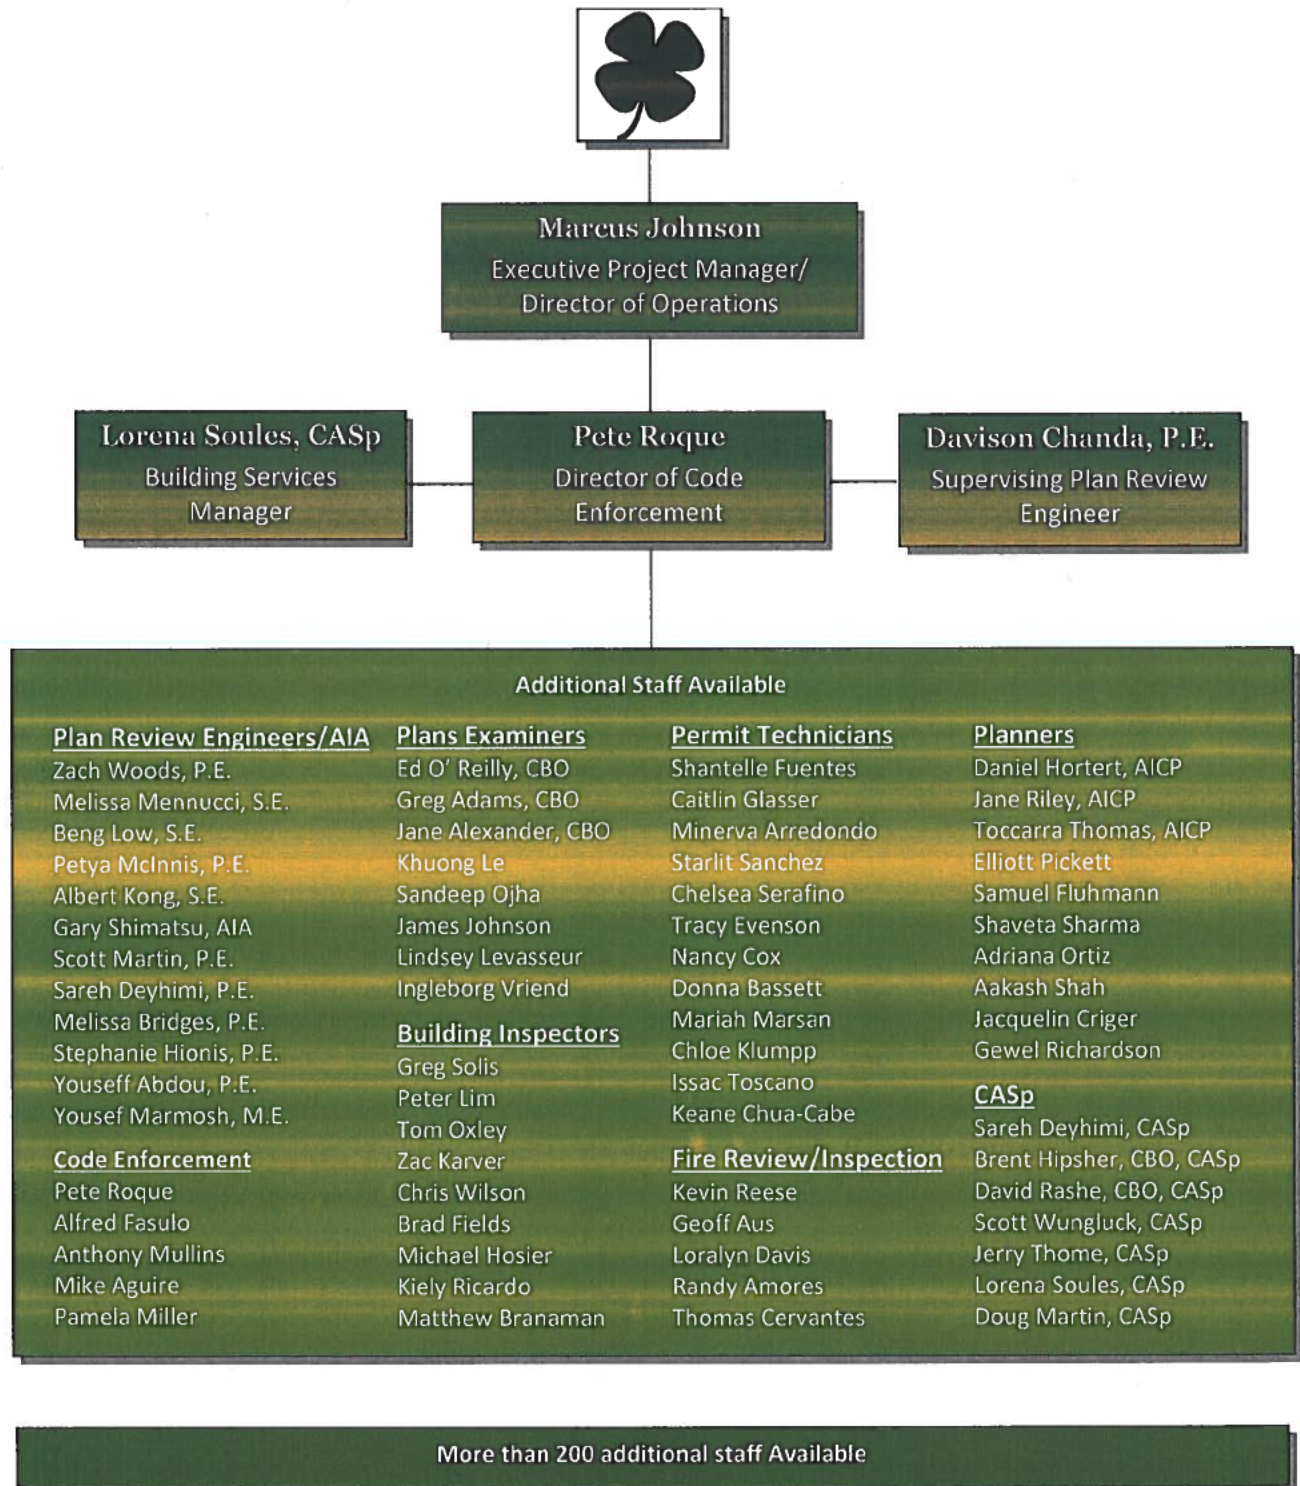 Marcus Johnson
Executive Project Manager/
Director of Operations
Lorena Soules, CASp
Building Services
Manager
Pete Roque
Director of Code
Enforcement
Davison Chanda, P.E.
Supervising Plan Review
Engineer
Additional Staff Available
Plan Review Engineers/AIA
Zach Woods, P.E.
Melissa Mennucci, S.E.
Beng Low, S.E.
Petya McInnis, P.E.
Albert Kong, S.E.
Gary Shimatsu, AIA
Scott Martin, P.E.
Sareh Deyhimi, P.E.
Melissa Bridges, P.E.
Stephanie Hionis, P.E.
Youseff Abdou, P.E.
Yousef Marmosh, M.E.
Code Enforcement
Pete Roque
Alfred Fasulo
Anthony Mullins
Mike Aguire
Pamela Miller
Plans Examiners
Ed O' Reilly, CBO
Greg Adams, CBO
Jane Alexander, CBO
Khuong Le
Sandeep Ojha
James Johnson
Lindsey Levasseur
Ingleborg Vriend
Building Inspectors
Greg Solis
Peter Lim
Tom Oxley
Zac Karver
Chris Wilson
Brad Fields
Michael Hosier
Kiely Ricardo
Matthew Branaman
Permit Technicians
Shantelle Fuentes
Caitlin Glasser
Minerva Arredondo
Starlit Sanchez
Chelsea Serafino
Tracy Evenson
Nancy Cox
Donna Bassett
Mariah Marsan
Chloe Klumpp
Issac Toscano
Keane Chua-Cabe
Fire Review/Inspection
Kevin Reese
Geoff Aus
Loralyn Davis
Randy Amores
Thomas Cervantes
Planners
Daniel Hortert, AICP
Jane Riley, AICP
Toccarra Thomas, AICP
Elliott Pickett
Samuel Fluhmann
Shaveta Sharma
Adriana Ortiz
Aakash Shah
Jacquelin Criger
Gewel Richardson
CASp
Sareh Deyhimi, CASp
Brent Hipsher, CBO, CASp
David Rashe, CBO, CASp
Scott Wungluck, CASp
Jerry Thome, CASp
Lorena Soules, CASp
Doug Martin, CASp
More than 200 additional staff Available